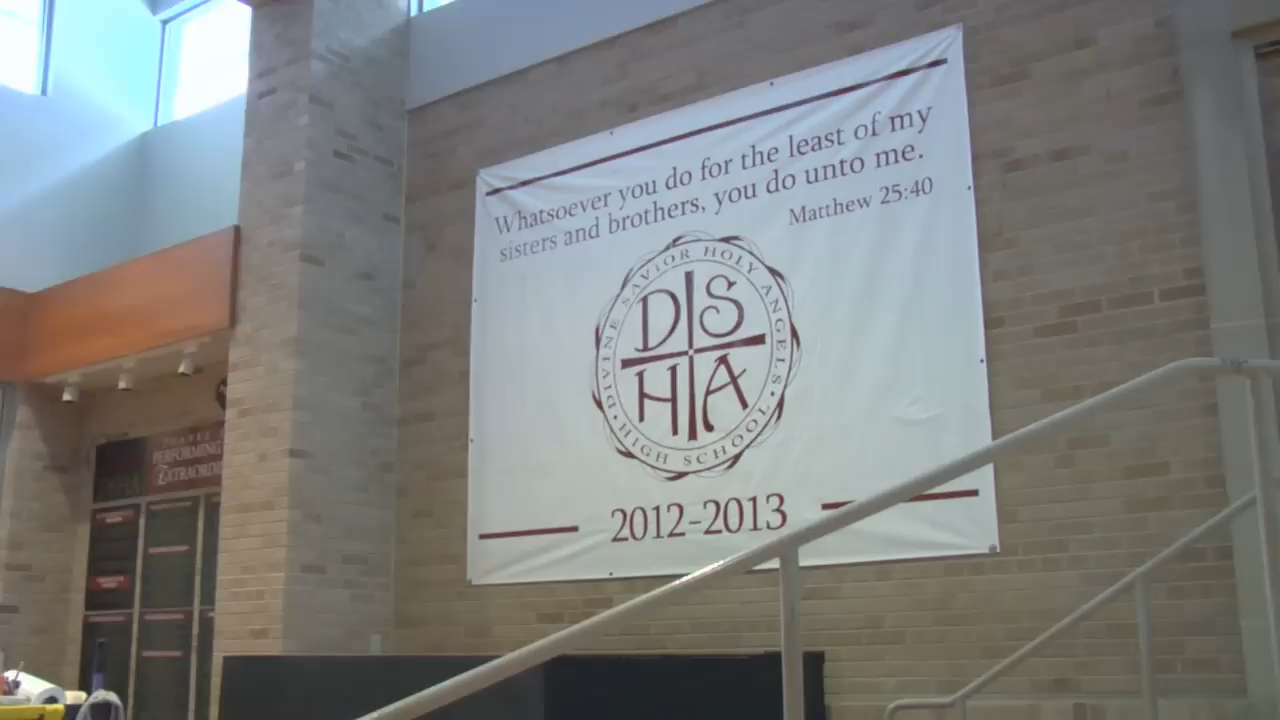 Whatsoever you do for the least of my
sisters and brothers, you do unto me.
Matthew 25:40
DIVINE SAVIOR HOLY ANGELS
HIGH SCHOOL
DS
HA
2012-2013
PERFORMING